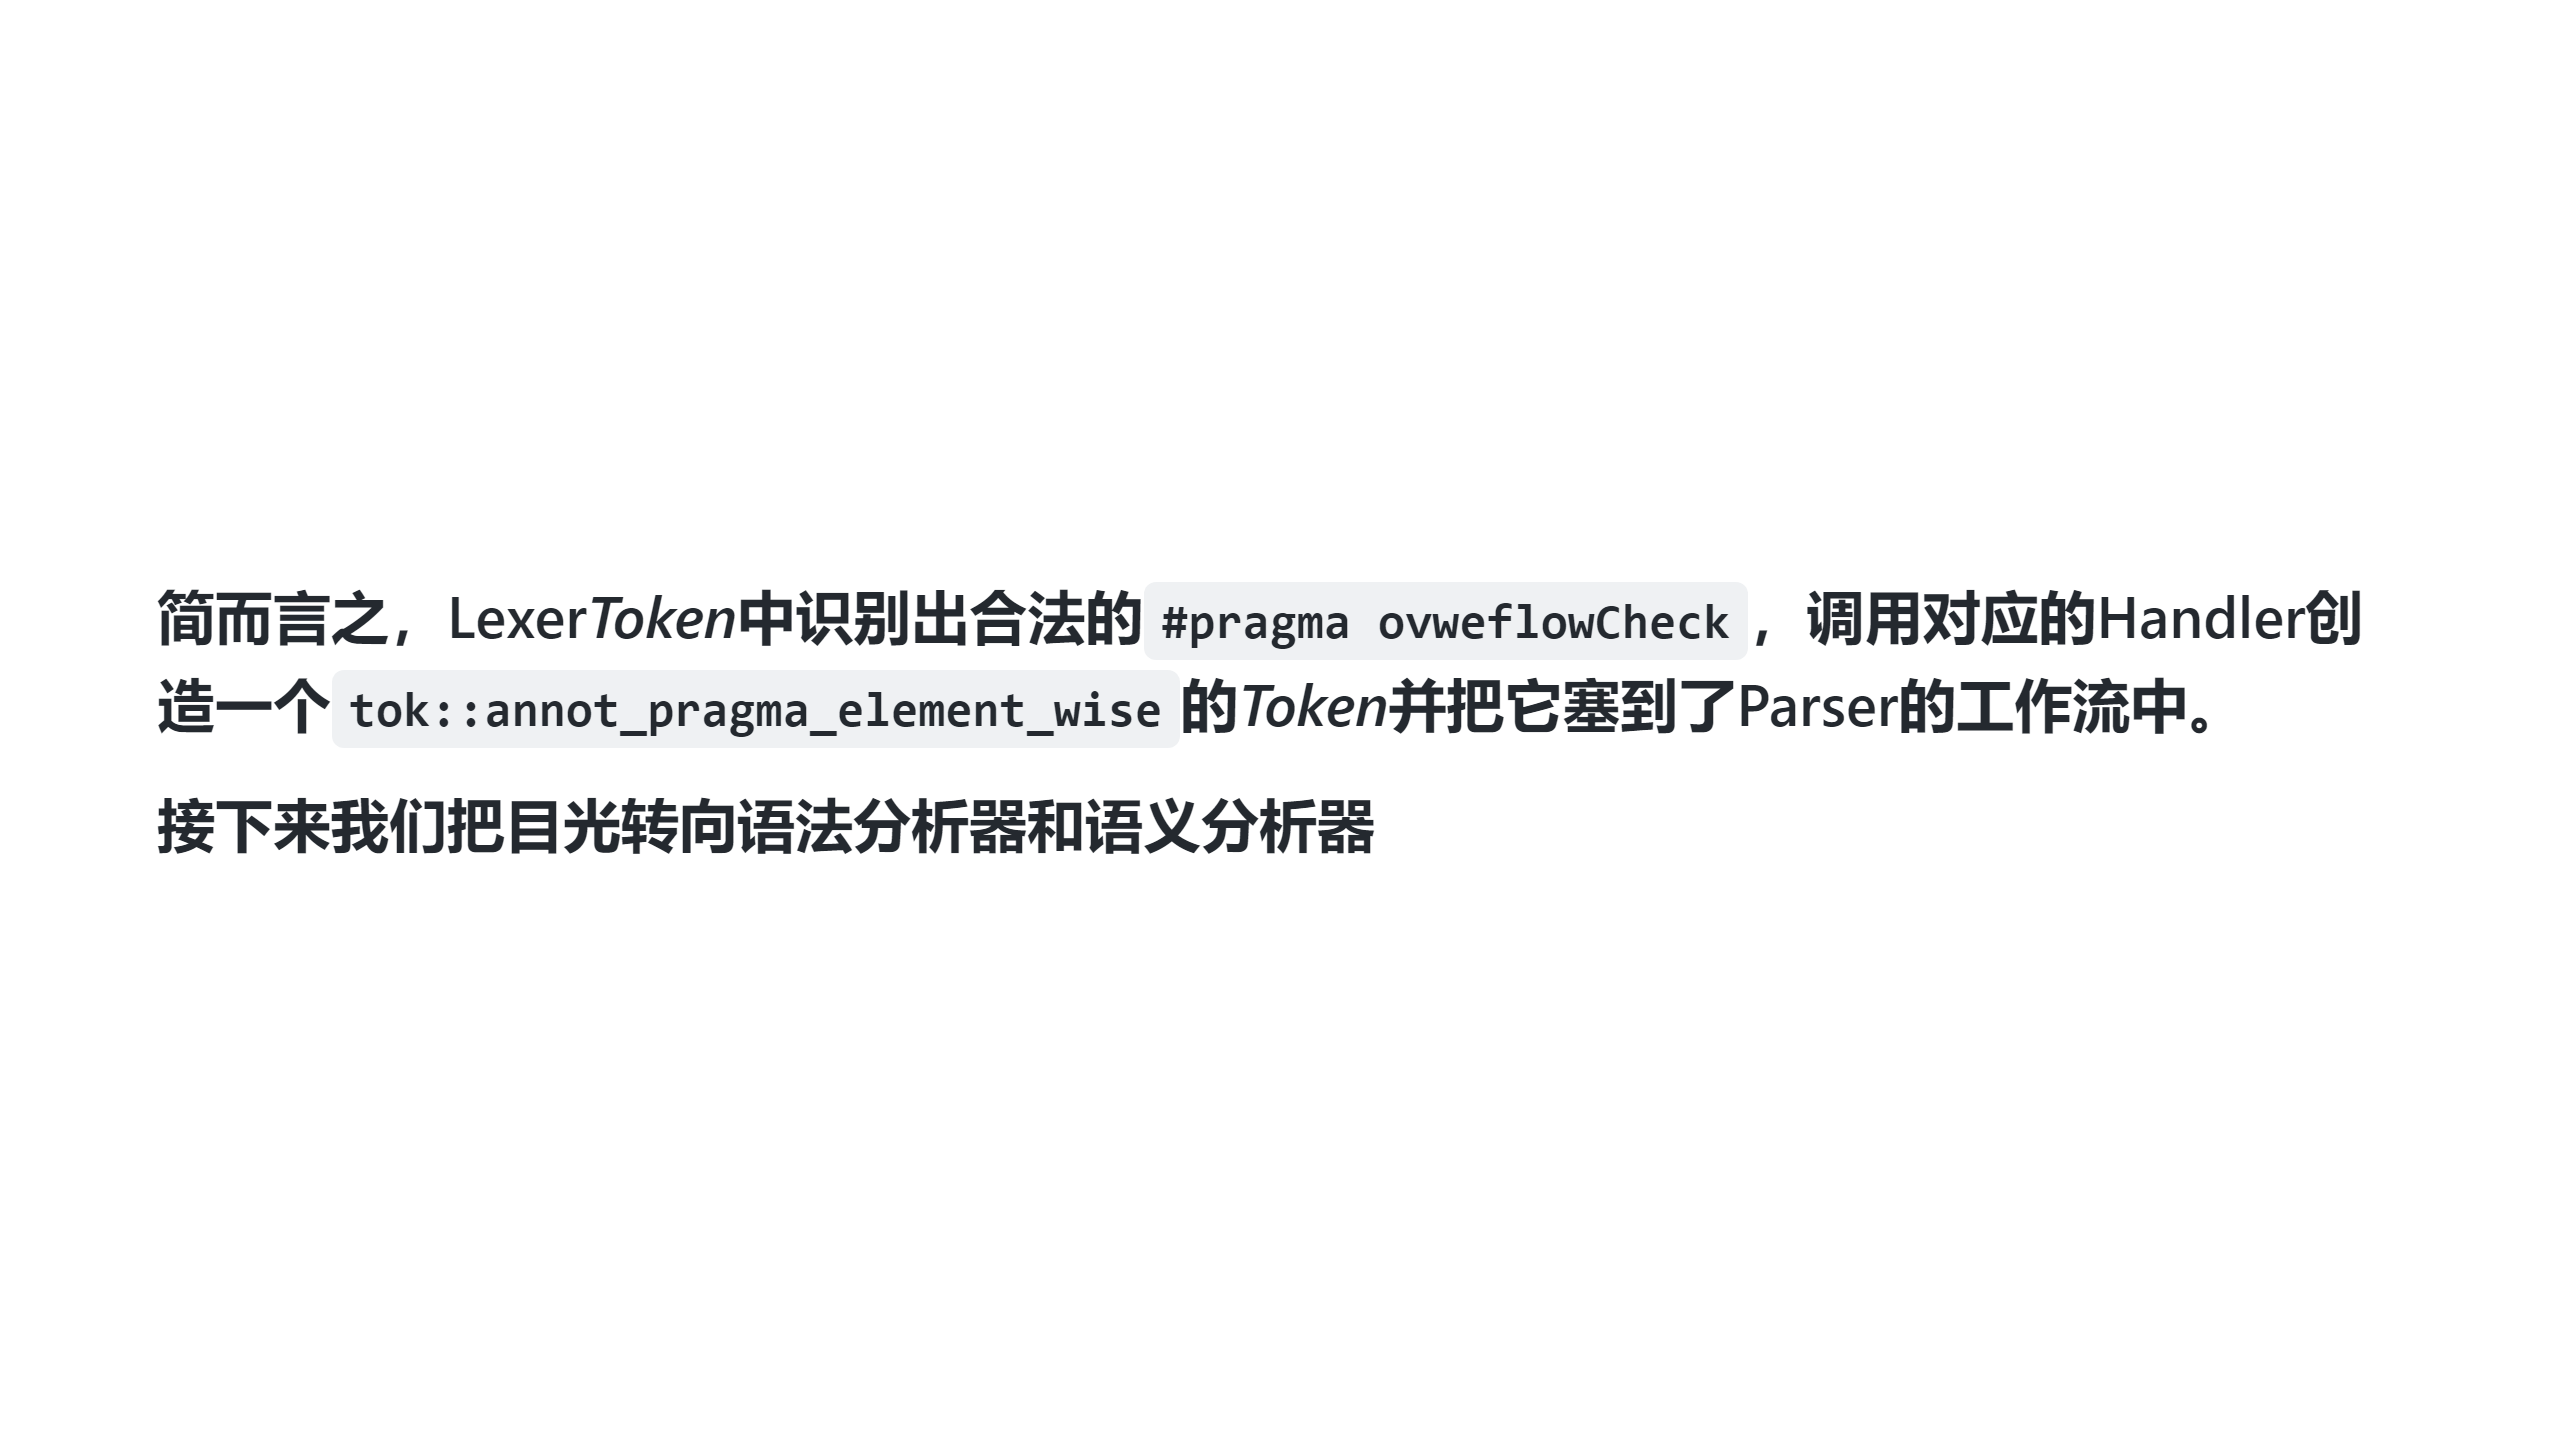 简而言之，LexerToken中识别出合法的 #pragma ovweflowCheck ，调用对应的Handler创
造一个 tok::annot_pragma_element_wise 的Token并把它塞到了Parser的工作流中。
接下来我们把目光转向语法分析器和语义分析器